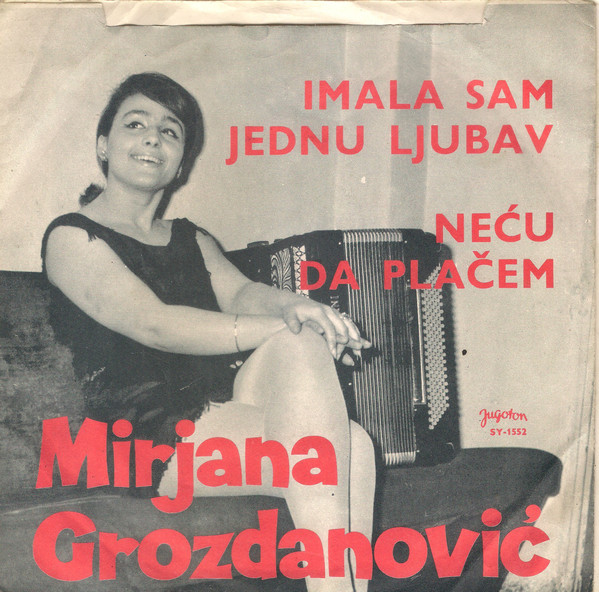 IMALA SAM
JEDNU LJUBAV
NEĆU
DA PLAČEM
Jugoton
SY-1552
Mirjana
Grozdanović